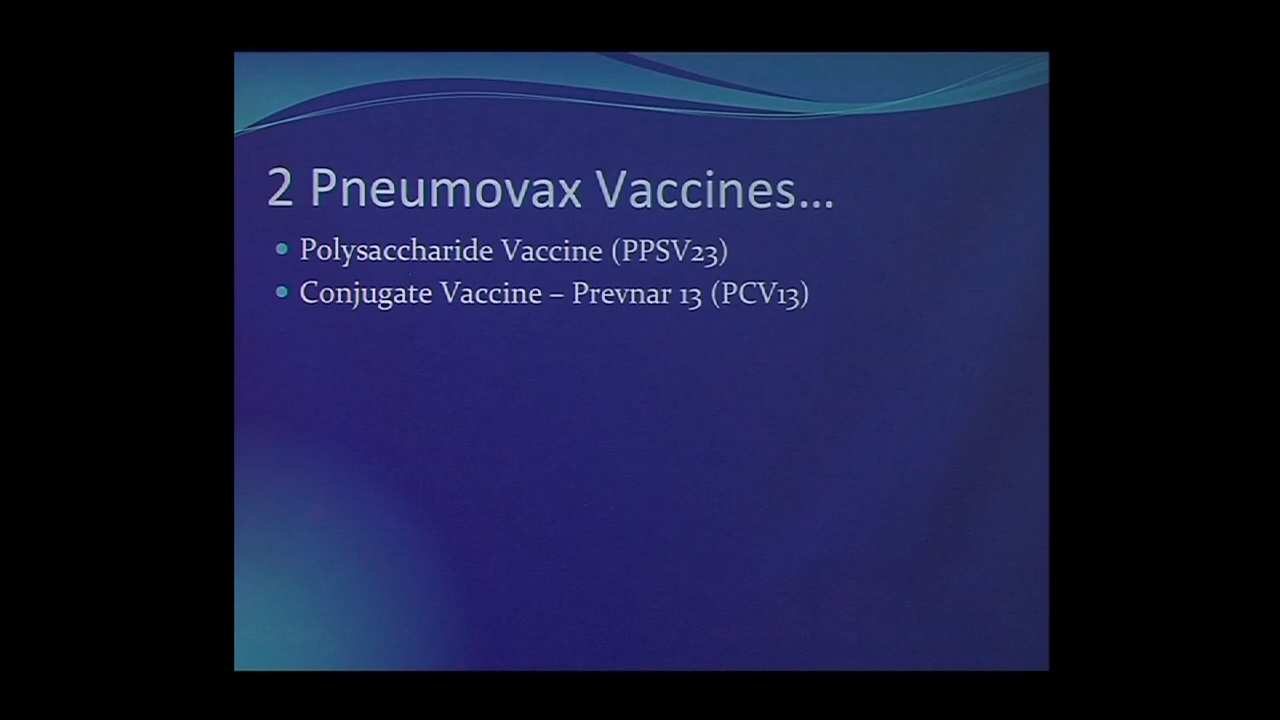 2 Pneumovax Vaccines...
• Polysaccharide Vaccine (PPSV23)
• Conjugate Vaccine – Prevnar 13 (PCV13)